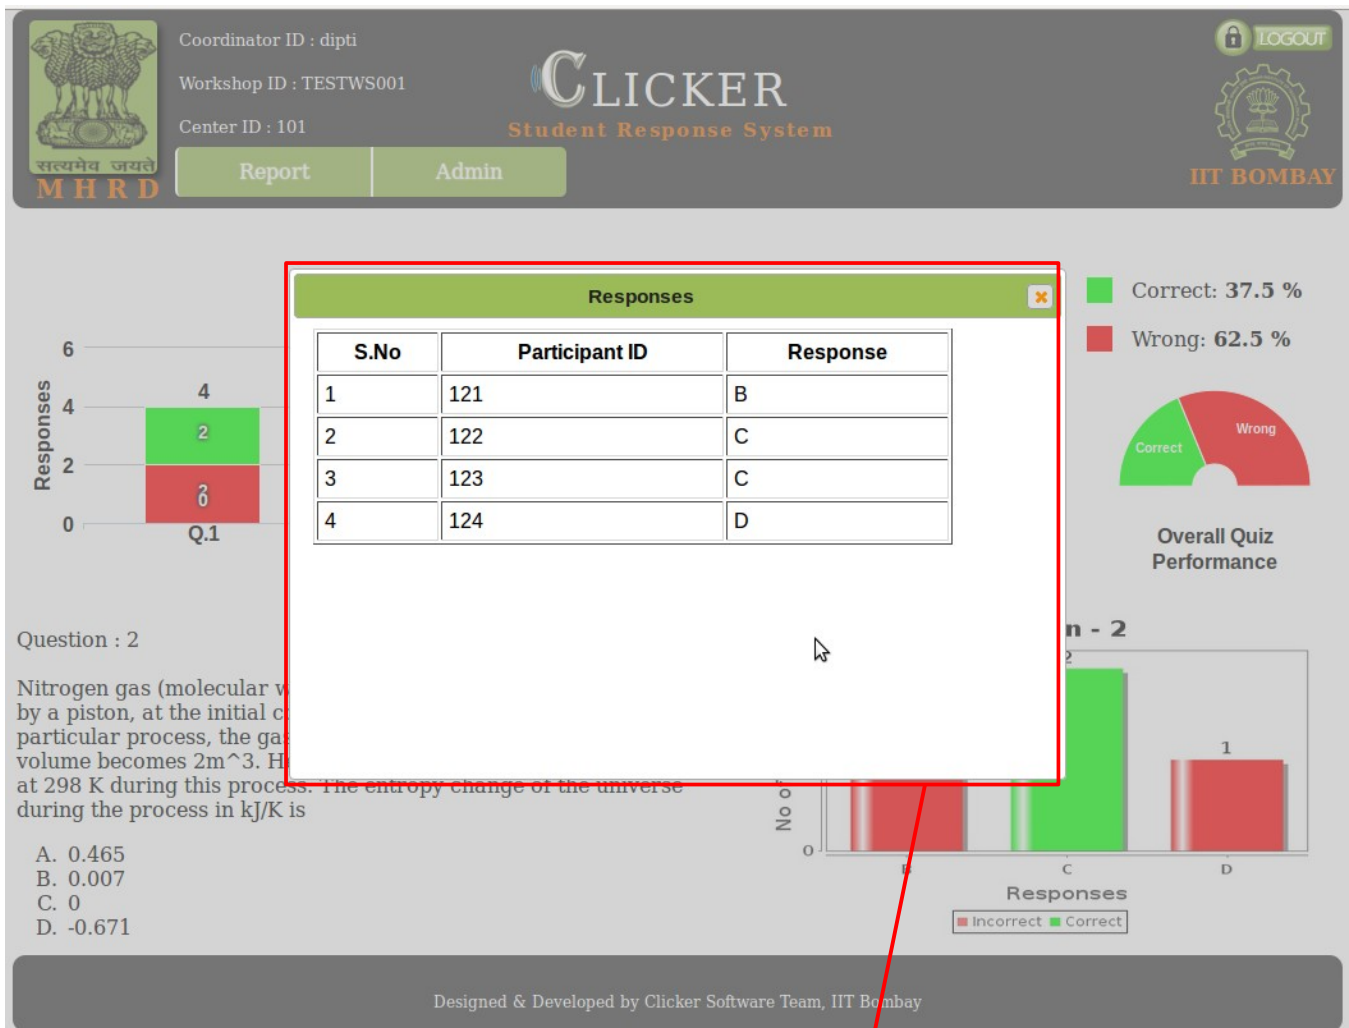 Coordinator ID : dipti
Workshop ID : TESTWS001
Center ID : 101
सत्यमेव जयते
MHRD
Report
Admin
CLICKER
Student Response System
LOGOUT
IIT BOMBAY
Responses
S.No Participant ID Response
1 121 B
2 122 C
3 123 C
4 124 D
Correct: 37.5 %
Wrong: 62.5 %
Correct
Wrong
Overall Quiz
Performance
Responses
6
4
2
0
4
2
Q.1
Question : 2
Nitrogen gas (molecular
by a piston, at the initial
particular process, the
volume becomes 2m^3.
at 298 K during this process. The entropy change of the universe
during the process in kJ/K is
A. 0.465
B. 0.007
C. 0
D. -0.671
n - 2
2
1
No o
0
B
C
D
Responses
Incorrect Correct
Designed & Developed by Clicker Software Team, IIT Bombay